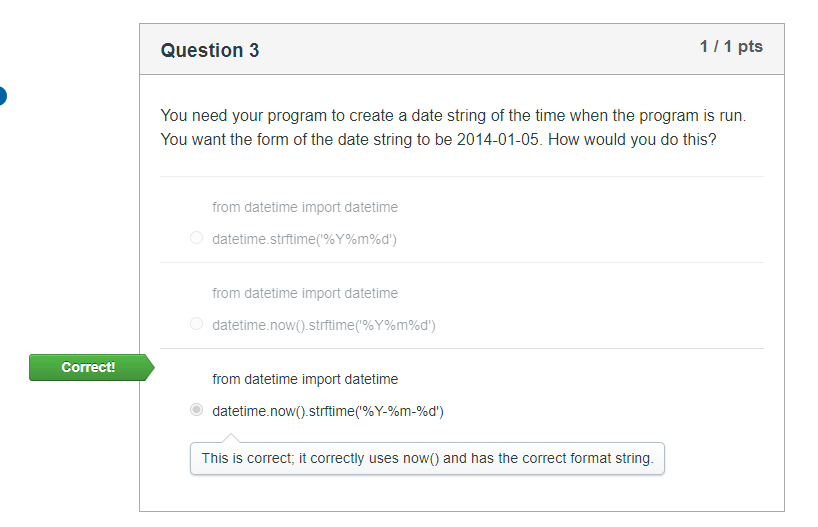 Question 3
1 / 1 pts
You need your program to create a date string of the time when the program is run.
You want the form of the date string to be 2014-01-05. How would you do this?
from datetime import datetime
datetime.strftime('%Y%m%d')
from datetime import datetime
datetime.now().strftime('%Y%m%d')
Correct!
from datetime import datetime
datetime.now().strftime('%Y-%m-%d')
This is correct; it correctly uses now() and has the correct format string.